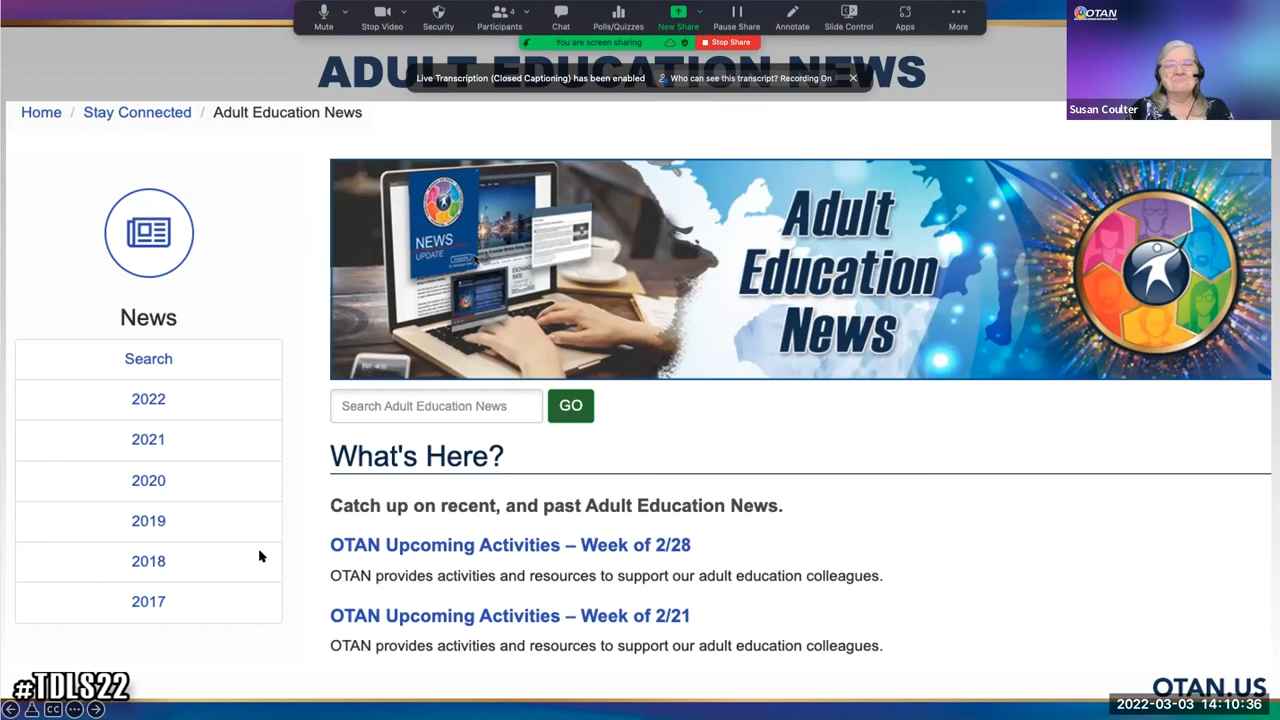 Mute
Stop Video
Security
Participants
4
Chat
Polls/Quizzes
New Share
Pause Share
Annotate
Slide Control
Apps
More
You are screen sharing
Stop Share
OTAN
ADULT EDUCATION NEWS
Live Transcription (Closed Captioning) has been enabled
Who can see this transcript? Recording On
Susan Coulter
Home / Stay Connected / Adult Education News
NEWS
UPDATE
Adult
Education
News
News
Search
2022
2021
2020
2019
2018
2017
Search Adult Education News
GO
What's Here?
Catch up on recent, and past Adult Education News.
OTAN Upcoming Activities – Week of 2/28
OTAN provides activities and resources to support our adult education colleagues.
OTAN Upcoming Activities – Week of 2/21
OTAN provides activities and resources to support our adult education colleagues.
#TDLS22
CC
OTAN.US
2022-03-03 14:10:36